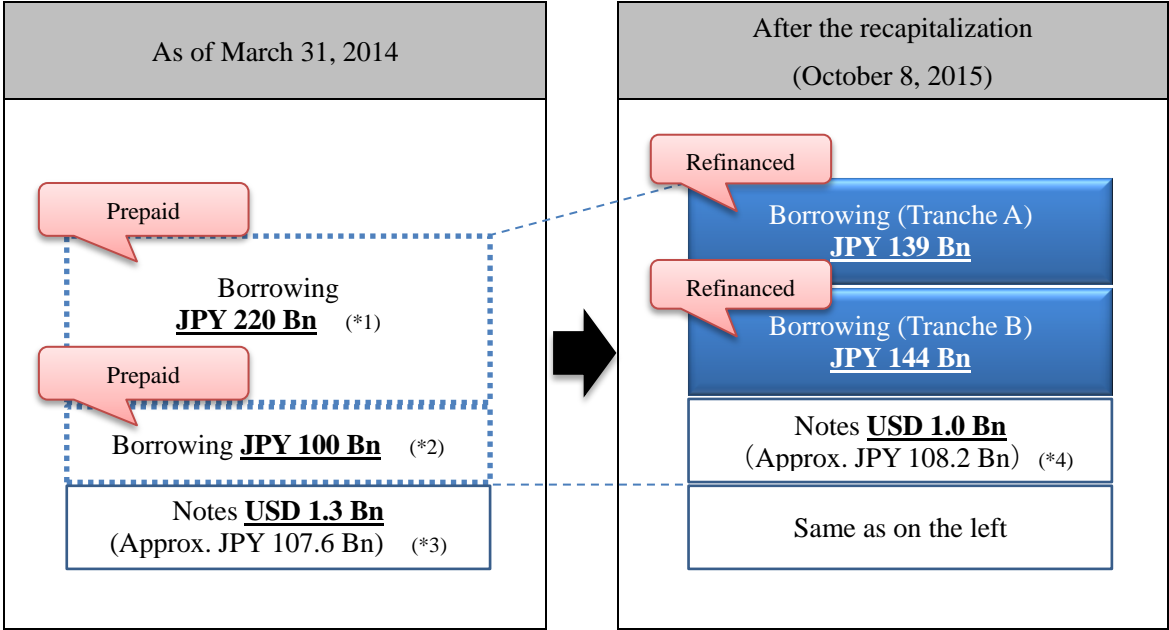 As of March 31, 2014
Prepaid
Borrowing
JPY 220 Bn (*1)
Prepaid
Borrowing JPY 100 Bn (*2)
Notes USD 1.3 Bn
(Approx. JPY 107.6 Bn) (*3)
After the recapitalization
(October 8, 2015)
Refinanced
Borrowing (Tranche A)
JPY 139 Bn
Refinanced
Borrowing (Tranche B)
JPY 144 Bn
Notes USD 1.0 Bn
（Approx. JPY 108.2 Bn） (*4)
Same as on the left